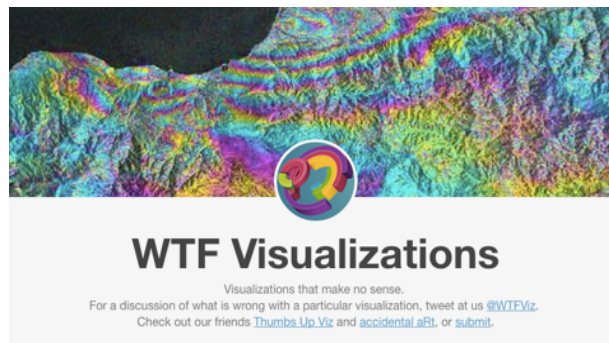 WTF Visualizations
Visualizations that make no sense.
For a discussion of what is wrong with a particular visualization, tweet at us @WTFViz.
Check out our friends Thumbs Up Viz and accidental aRt, or submit.